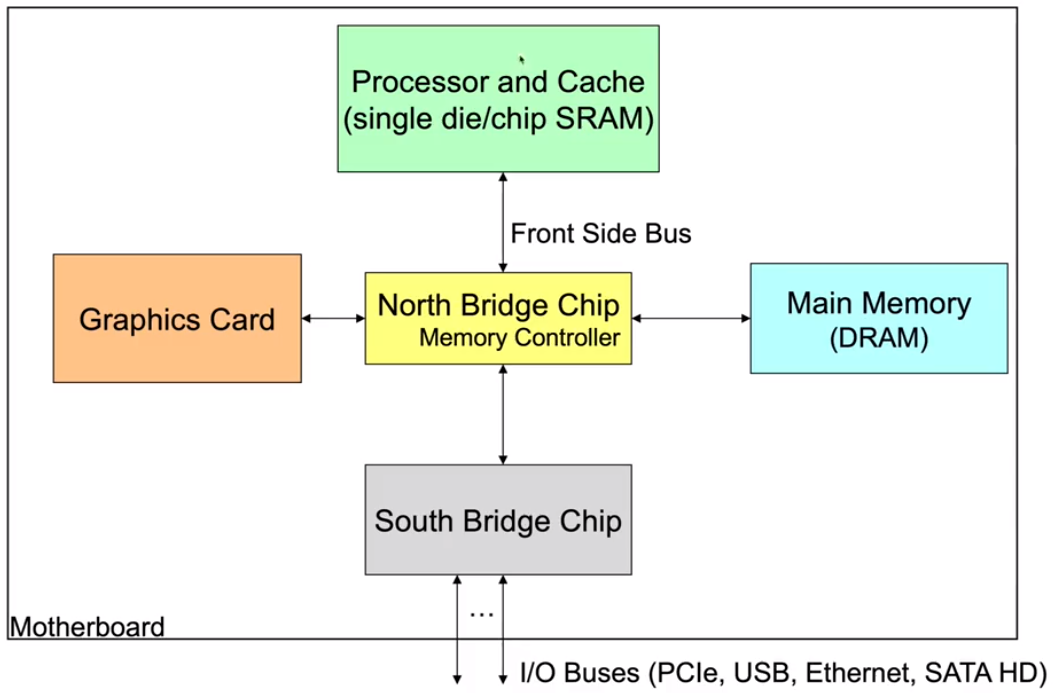 Processor and Cache
(single die/chip SRAM)
Front Side Bus
Graphics Card
North Bridge Chip
Memory Controller
Main Memory
(DRAM)
South Bridge Chip
...
Motherboard
I/O Buses (PCIe, USB, Ethernet, SATA HD)